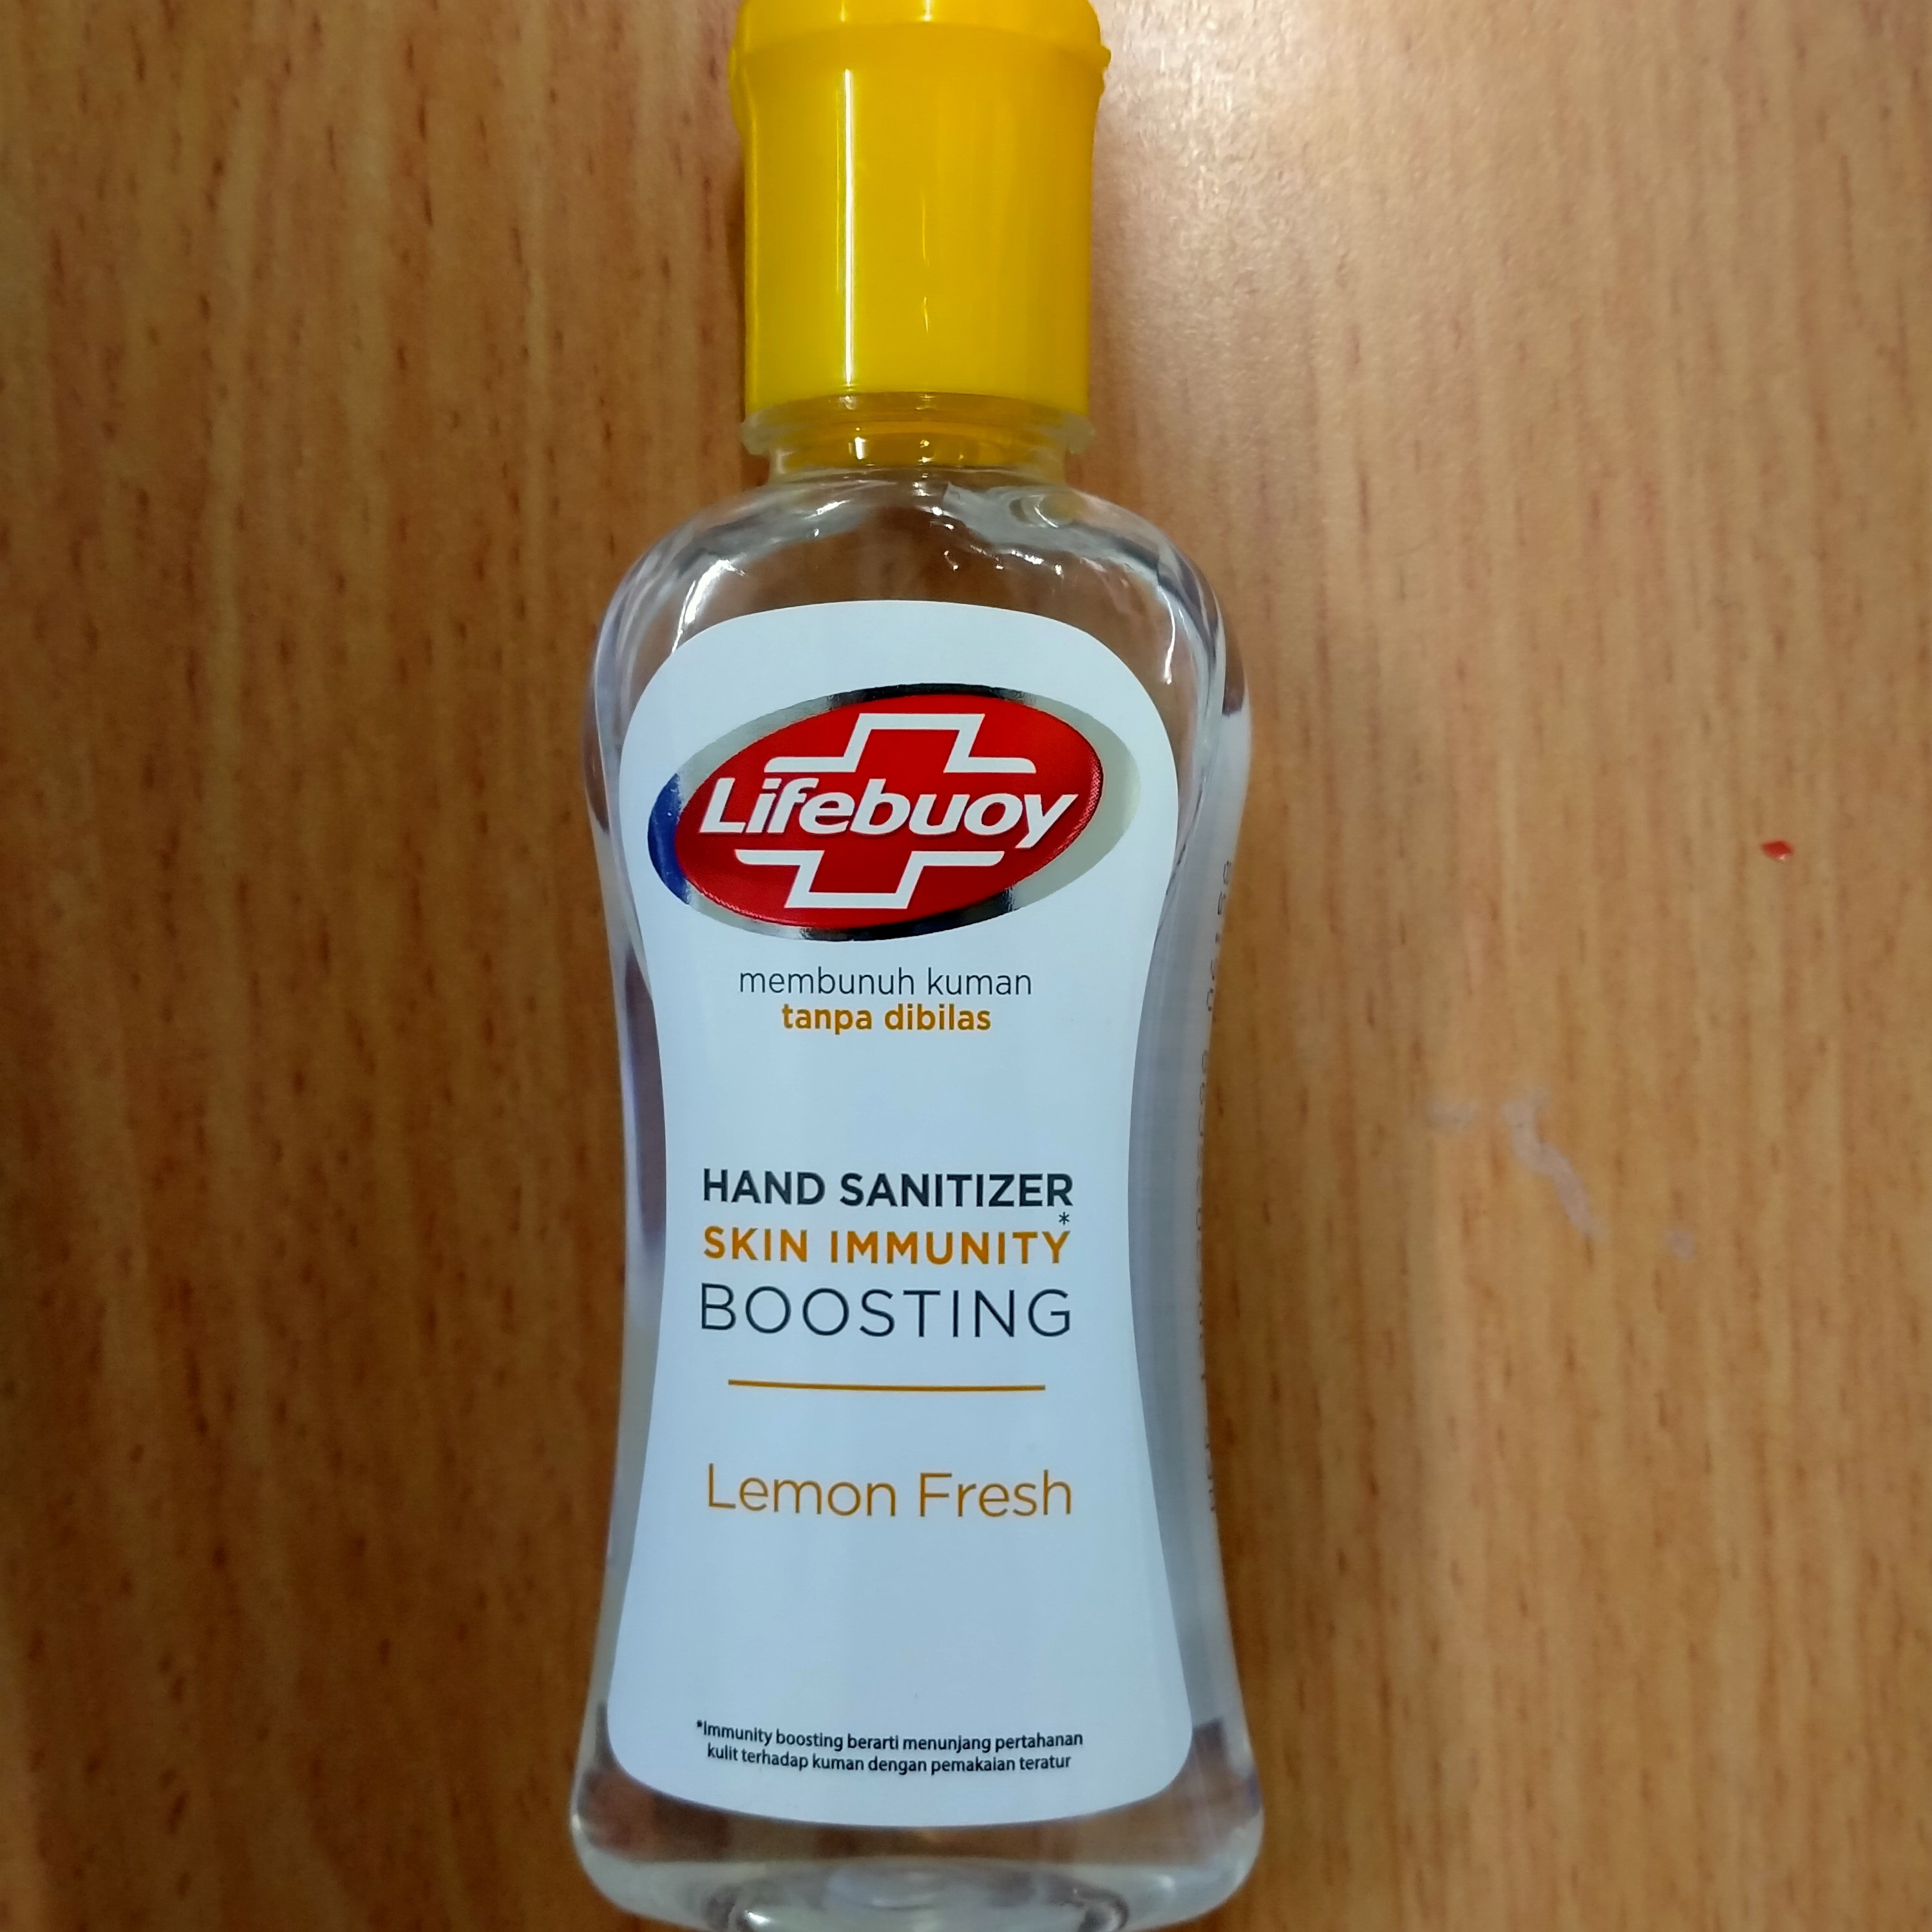 Lifebuoy
membunuh kuman
tanpa dibilas
HAND SANITIZER
SKIN IMMUNITY*
BOOSTING
Lemon Fresh
*Immunity boosting berarti menunjang pertahanan
kulit terhadap kuman dengan pemakaian teratur